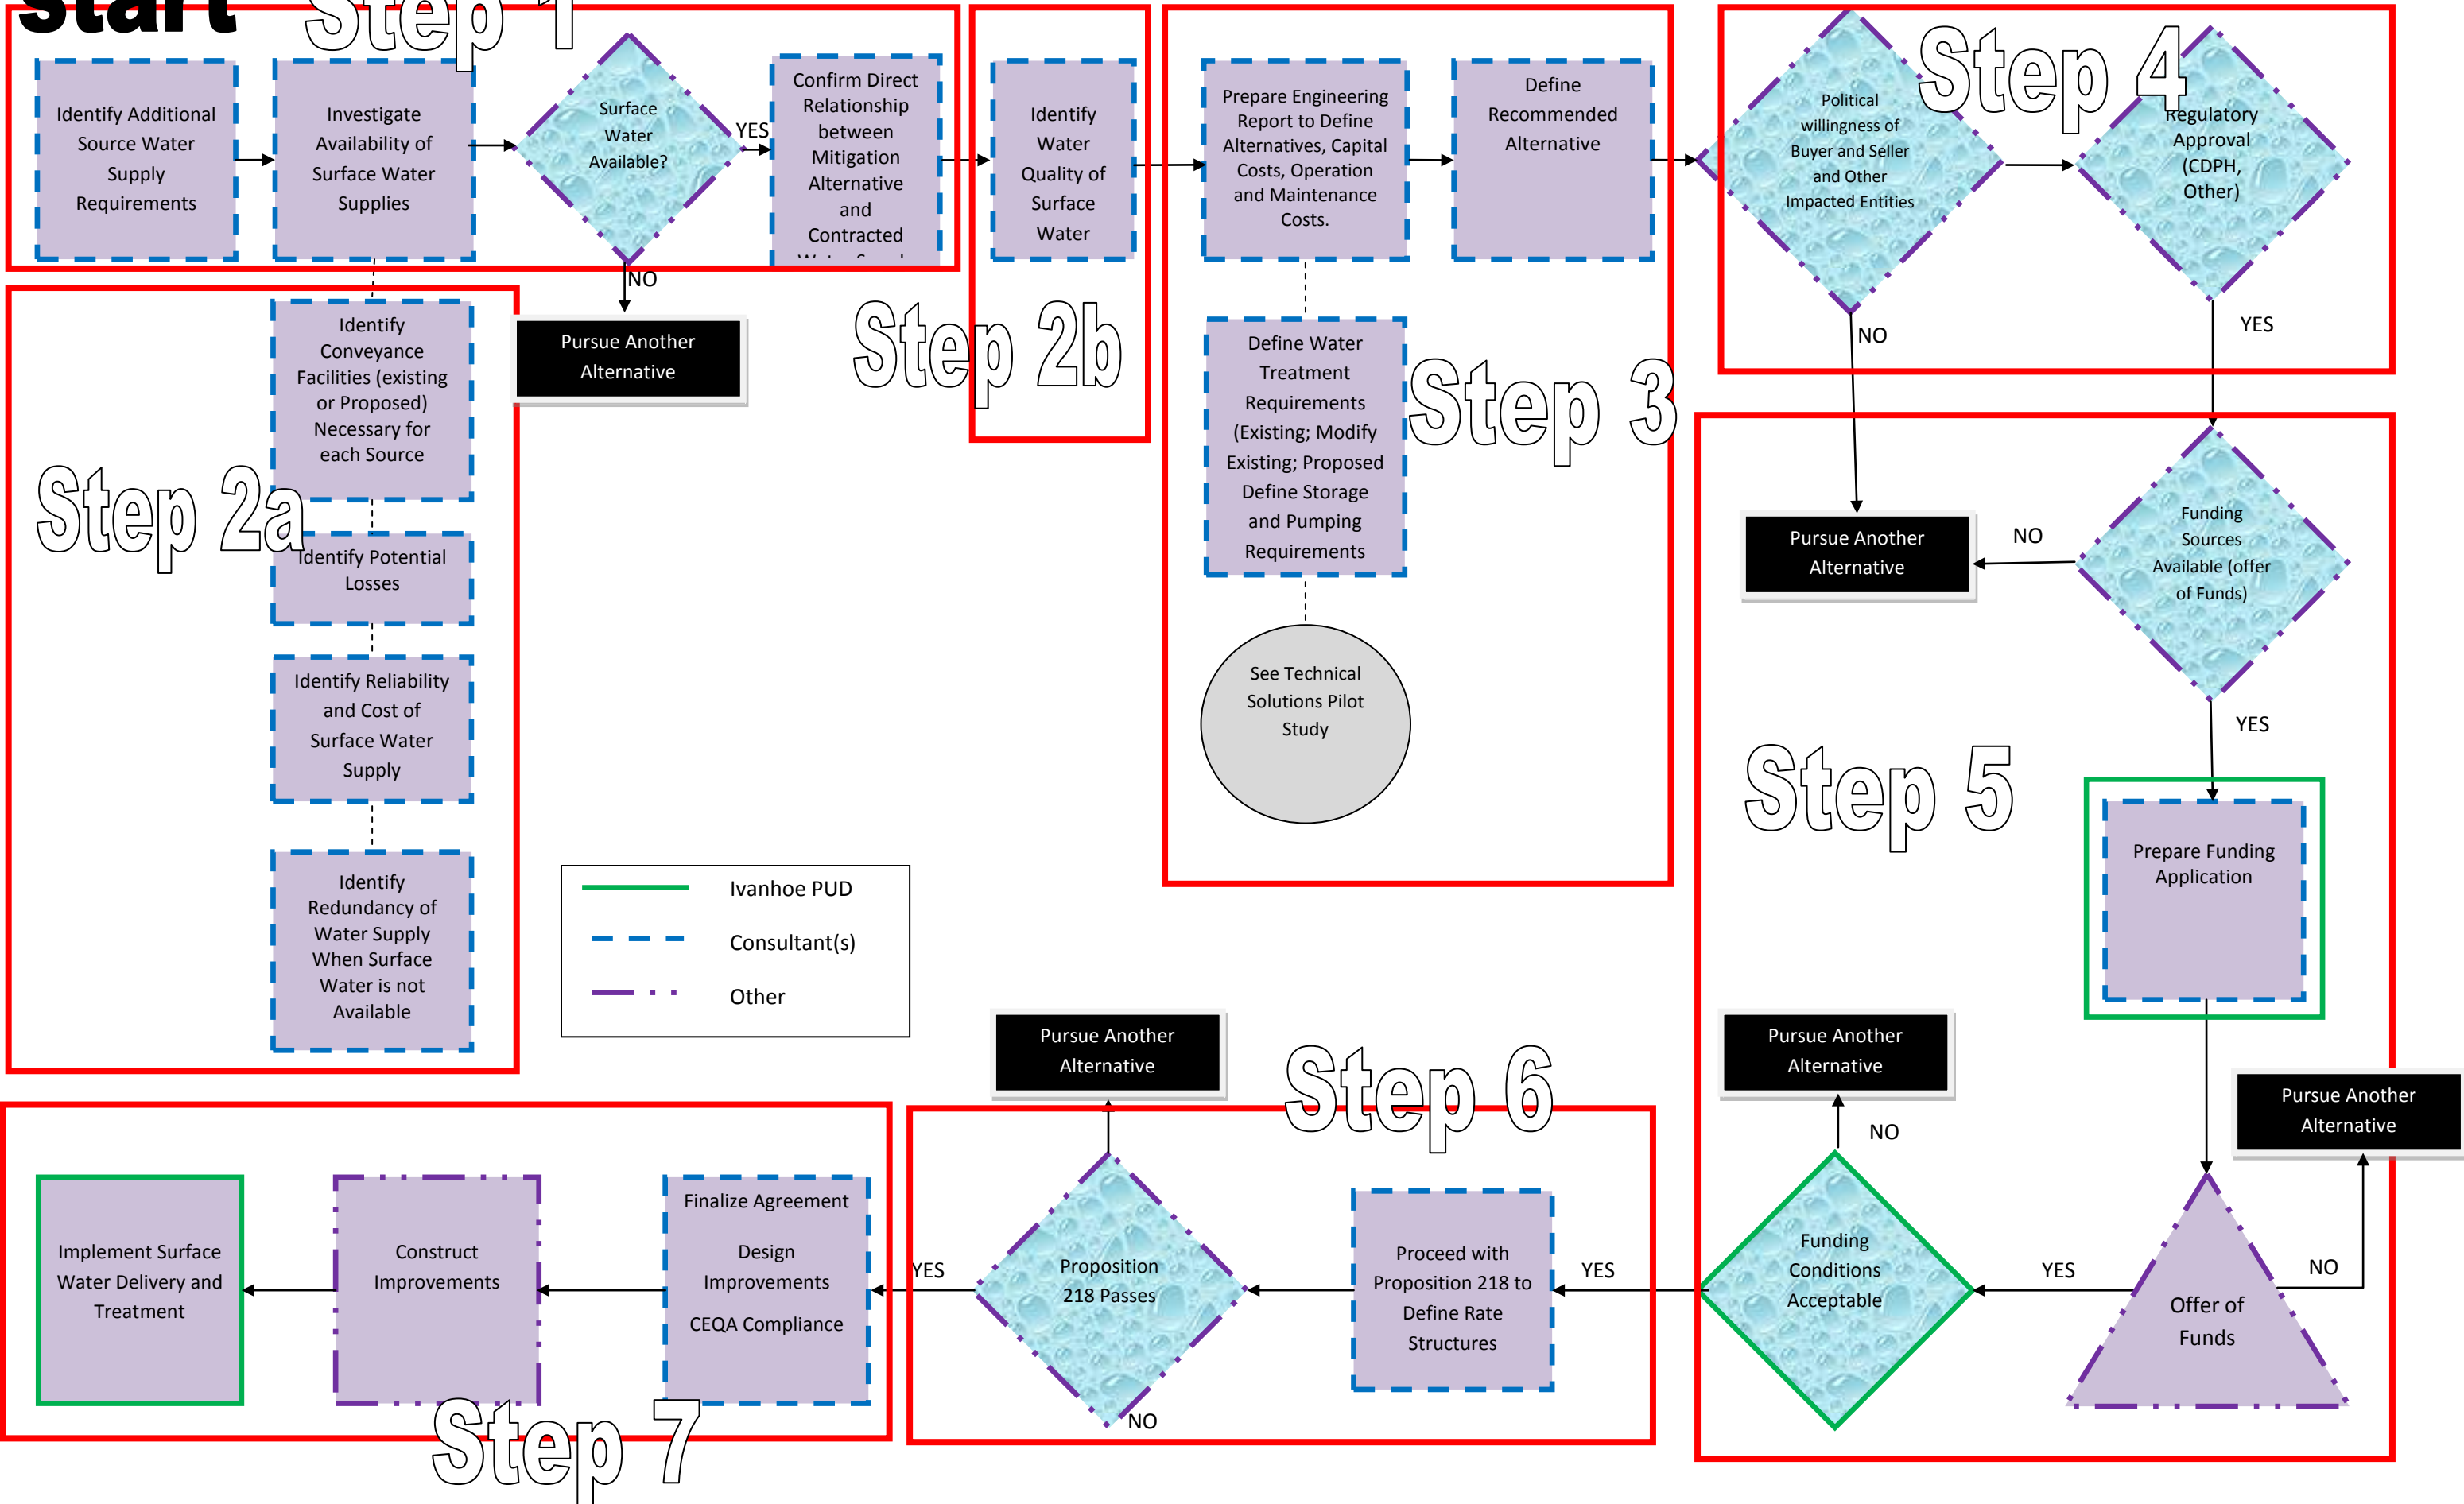 Start
Step 1
Identify Additional
Source Water
Supply
Requirements
Investigate
Availability of
Surface Water
Supplies
Surface
Water
Available?
YES
NO
Pursue Another
Alternative
Confirm Direct
Relationship
between
Mitigation
Alternative
and
Contracted
Water Supply
Step 2a
Identify
Conveyance
Facilities (existing
or Proposed)
Necessary for
each Source
Identify Potential
Losses
Identify Reliability
and Cost of
Surface Water
Supply
Identify
Redundancy of
Water Supply
When Surface
Water is not
Available
Step 2b
Identify
Water
Quality of
Surface
Water
Step 3
Prepare Engineering
Report to Define
Alternatives, Capital
Costs, Operation
and Maintenance
Costs.
Define
Recommended
Alternative
Define Water
Treatment
Requirements
(Existing; Modify
Existing; Proposed
Define Storage
and Pumping
Requirements
See Technical
Solutions Pilot
Study
Step 4
Political
willingness of
Buyer and Seller
and Other
Impacted Entities
NO
Regulatory
Approval
(CDPH,
Other)
YES
Step 5
Pursue Another
Alternative
NO
Funding
Sources
Available (offer
of Funds)
YES
Prepare Funding
Application
Pursue Another
Alternative
Offer of
Funds
NO
YES
Pursue Another
Alternative
NO
Funding
Conditions
Acceptable
YES
Step 6
Proceed with
Proposition 218 to
Define Rate
Structures
Proposition
218 Passes
NO
Pursue Another
Alternative
YES
Step 7
Finalize Agreement
Design
Improvements
CEQA Compliance
Construct
Improvements
Implement Surface
Water Delivery and
Treatment
Ivanhoe PUD
Consultant(s)
Other